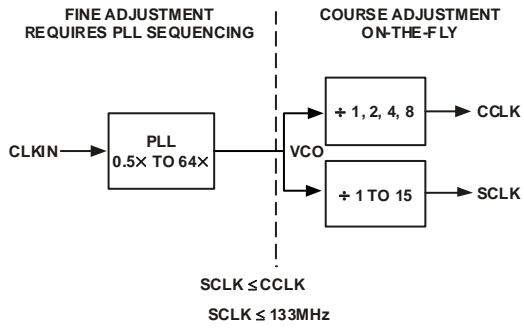 FINE ADJUSTMENT
REQUIRES PLL SEQUENCING
COURSE ADJUSTMENT
ON-THE-FLY
CLKIN
PLL
0.5× TO 64×
VCO
÷ 1, 2, 4, 8
CCLK
÷ 1 TO 15
SCLK
SCLK ≤ CCLK
SCLK ≤ 133MHz